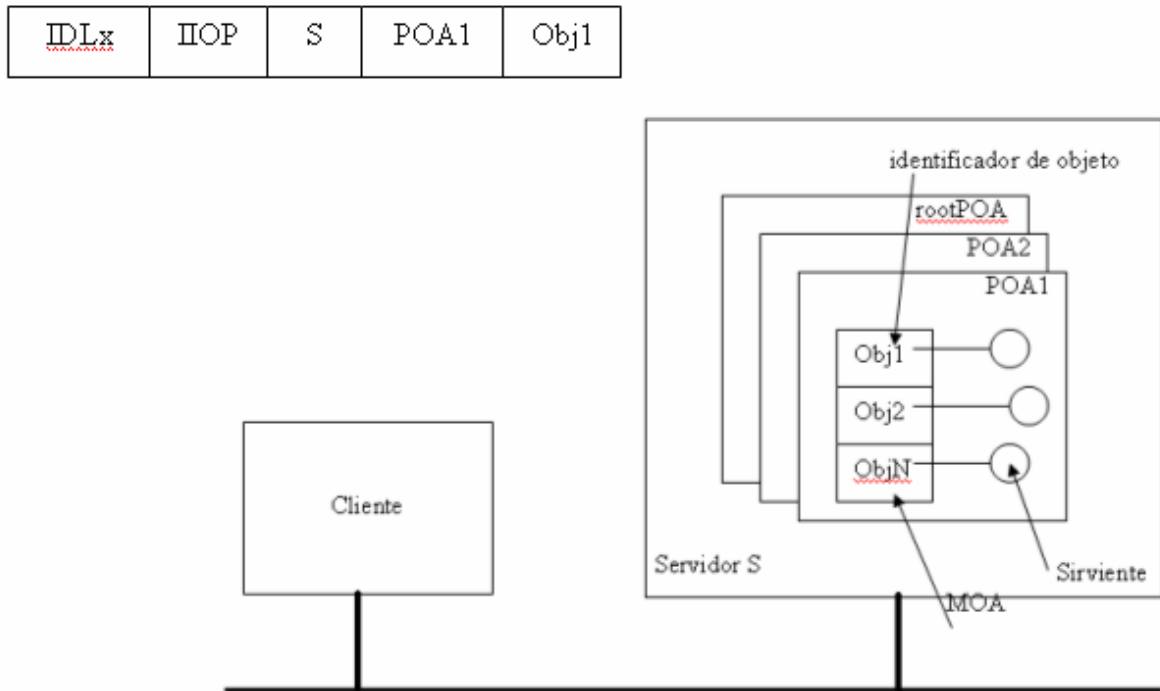 IDLx IIOP S POA1 Obj1
identificador de objeto
rootPOA
POA2
POA1
Obj1
Obj2
ObjN
Cliente
Servidor S
Sirviente
MOA